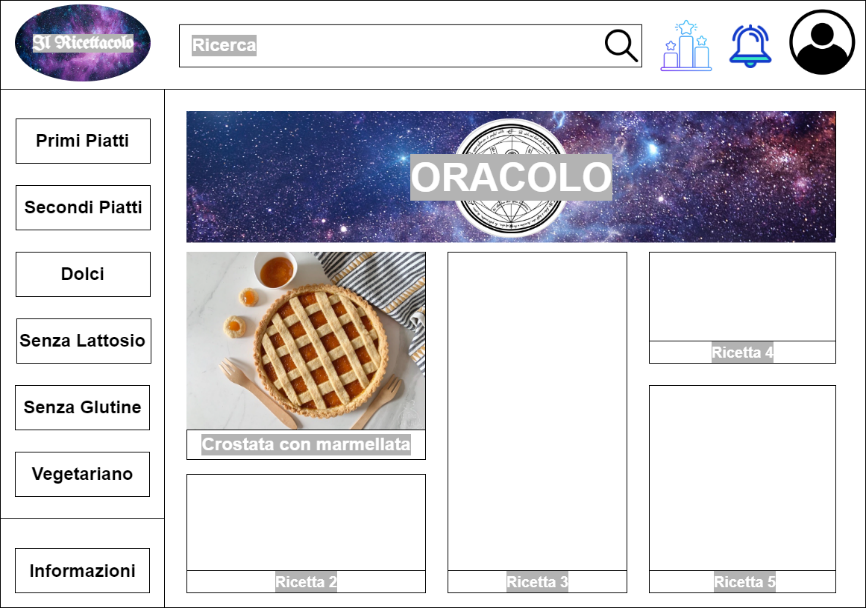 Il Ricettacolo
Ricerca
Primi Piatti
Secondi Piatti
Dolci
Senza Lattosio
Senza Glutine
Vegetariano
Informazioni
ORACOLO
Crostata con marmellata
Ricetta 2
Ricetta 3
Ricetta 4
Ricetta 5